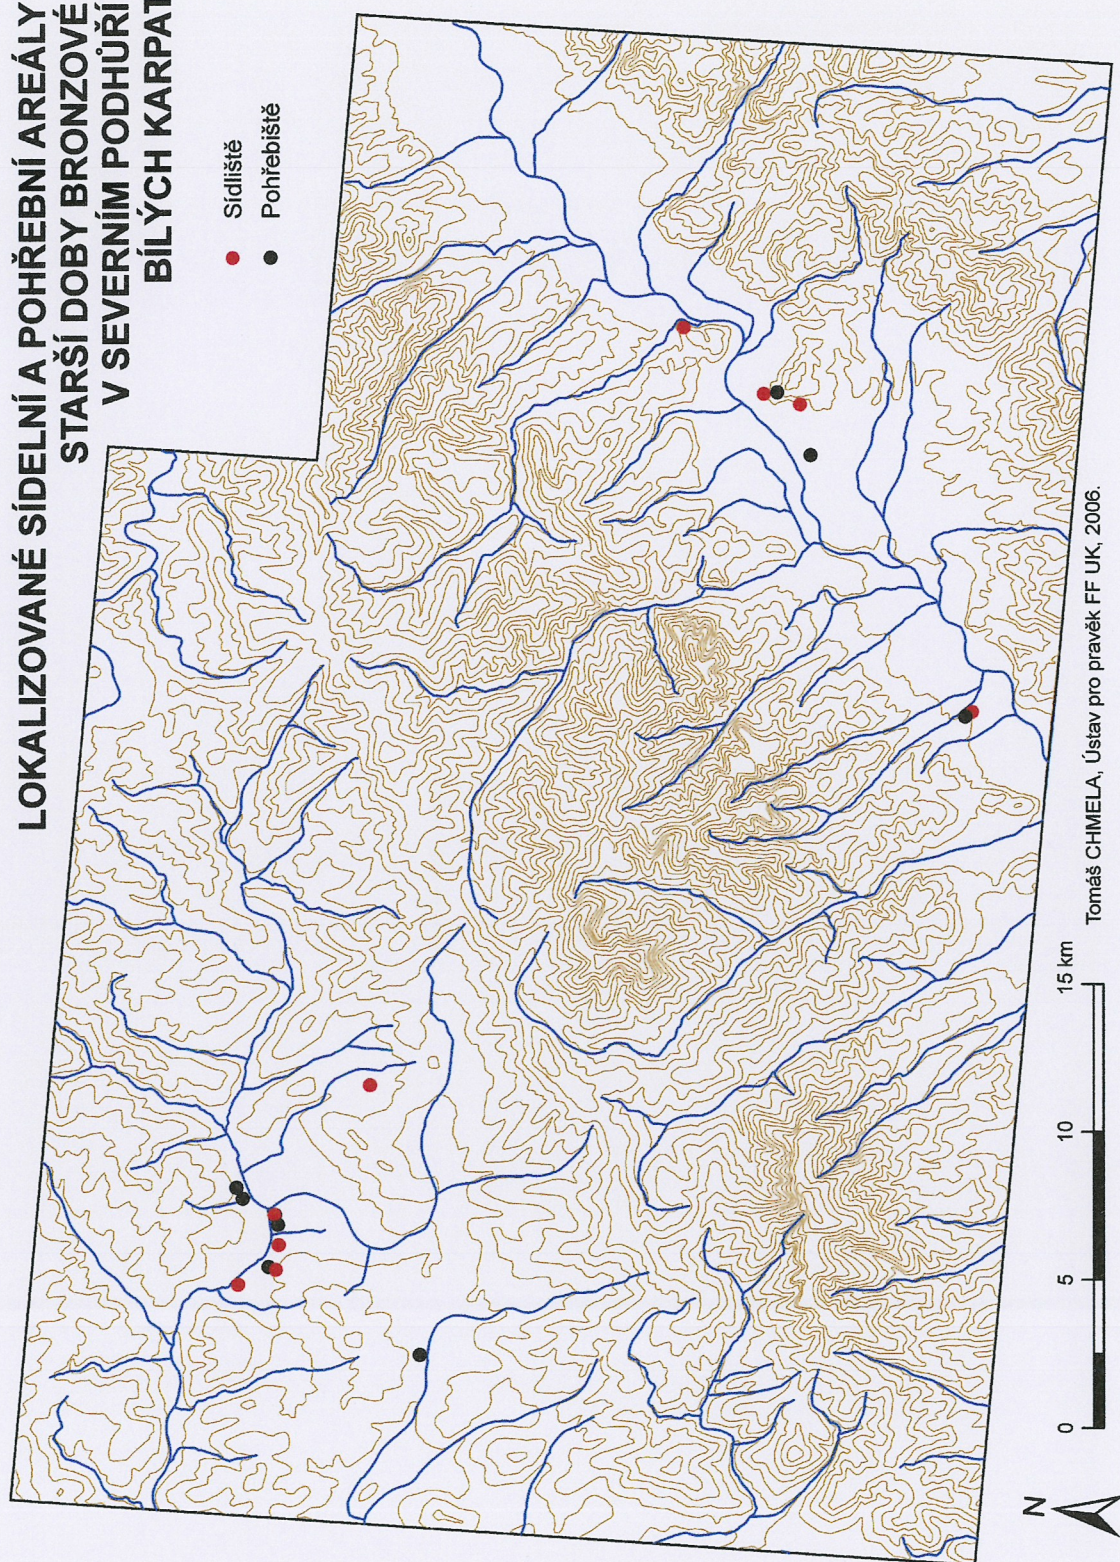 LOKALIZOVANÉ SÍDELNÍ A POHŘEBNÍ AREÁLY
STARŠÍ DOBY BRONZOVÉ
V SEVERNÍM PODHŮŘÍ
BÍLÝCH KARPAT
Sídliště
Pohřebiště
N
0 5 10 15 km
Tomáš CHMELA, Ústav pro pravěk FF UK, 2006.